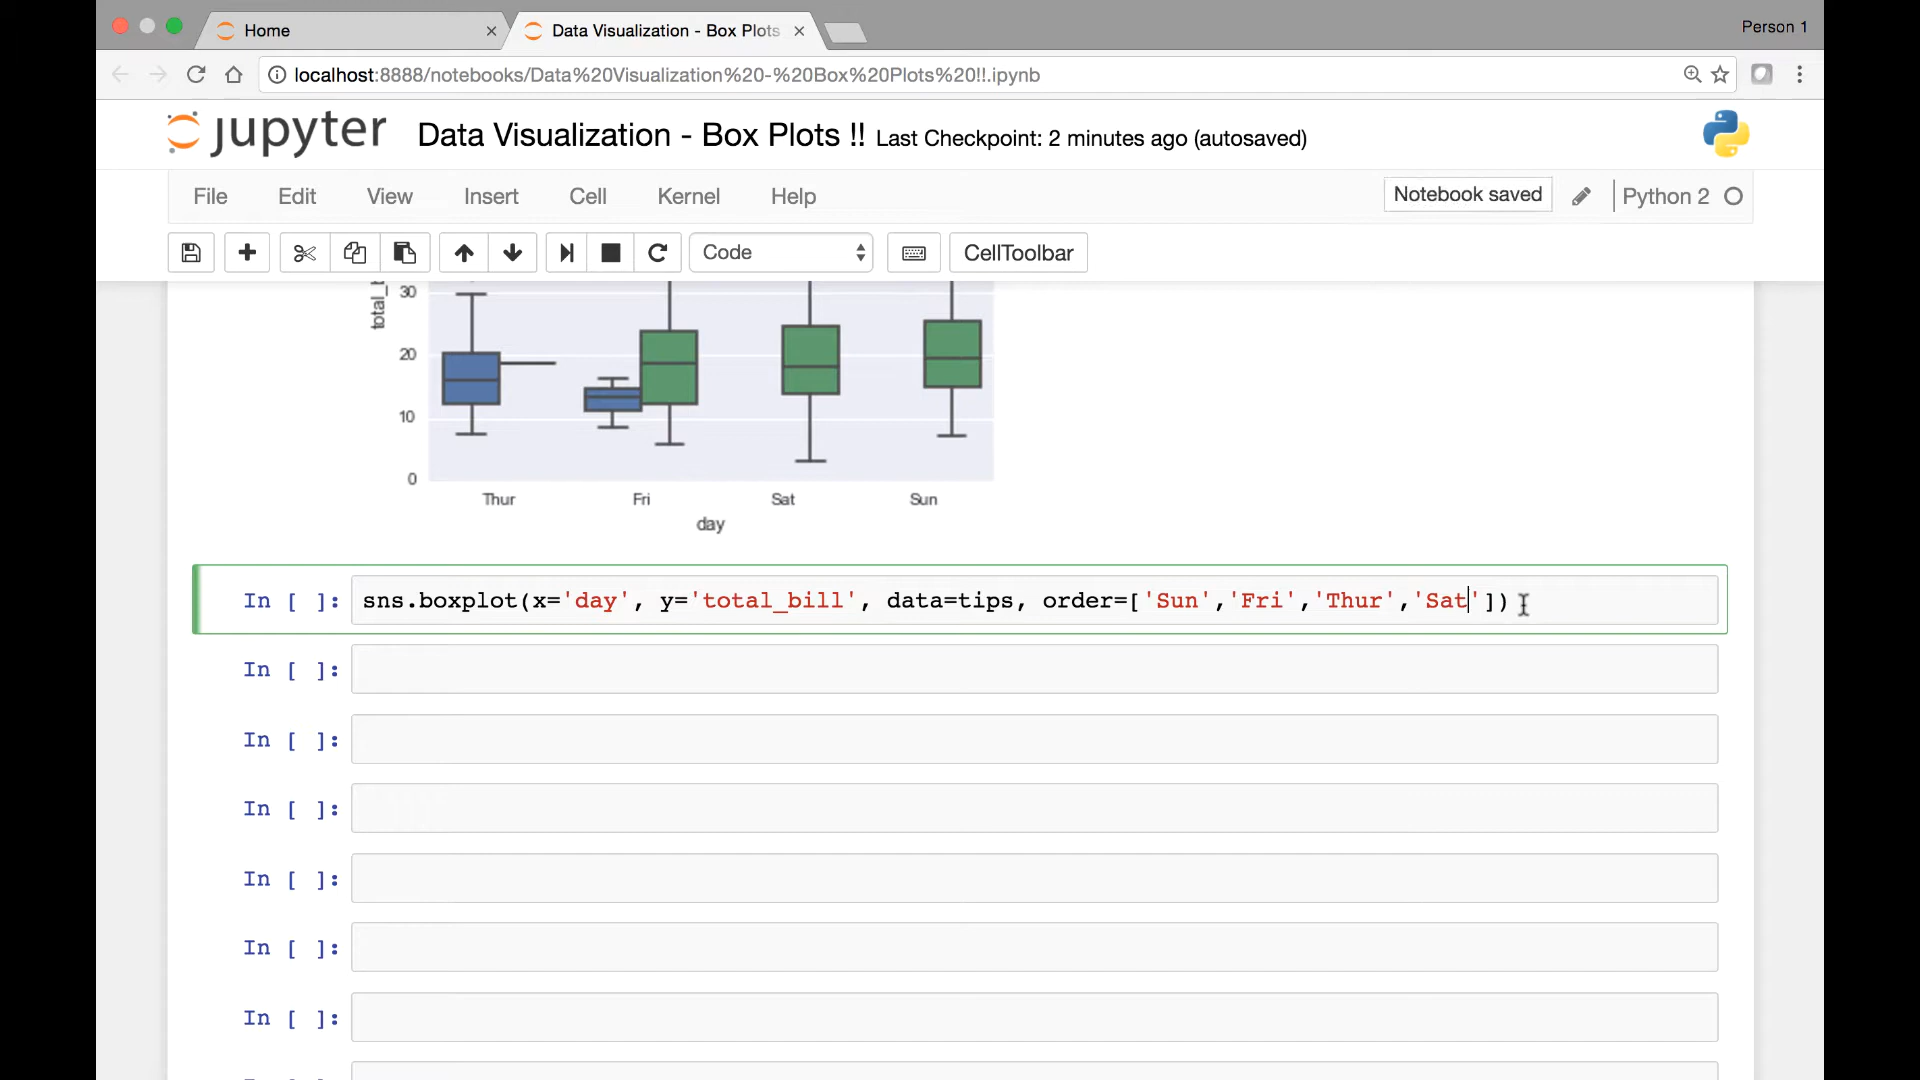 Home
Data Visualization - Box Plots
Person 1
localhost:8888/notebooks/Data%20Visualization%20-%20Box%20Plots%20!!.ipynb
jupyter Data Visualization - Box Plots !! Last Checkpoint: 2 minutes ago (autosaved)
File Edit View Insert Cell Kernel Help Notebook saved Python 2
Code CellToolbar
total_b
30
20
10
0
Thur Fri Sat Sun
day
In [ ]: sns.boxplot(x='day', y='total_bill', data=tips, order=['Sun','Fri','Thur','Sat'])
In [ ]:
In [ ]:
In [ ]:
In [ ]:
In [ ]:
In [ ]: